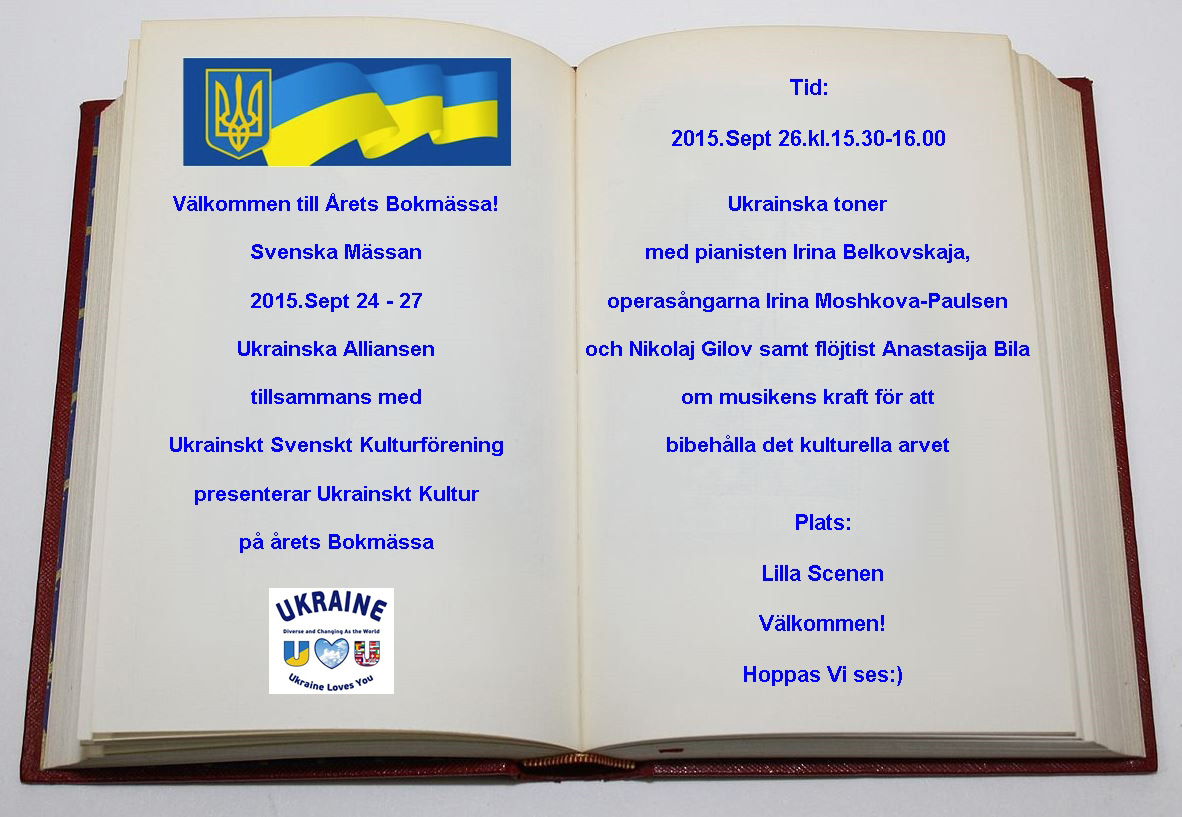 Välkommen till Årets Bokmässa!
Svenska Mässan
2015.Sept 24 - 27
Ukrainska Alliansen
tillsammans med
Ukrainskt Svenskt Kulturförening
presenterar Ukrainskt Kultur
på årets Bokmässa
UKRAINE
Diverse and Changing As the World
U U
Ukraine Loves You
Tid:
2015.Sept 26.kl.15.30-16.00
Ukrainska toner
med pianisten Irina Belkovskaja,
operasångarna Irina Moshkova-Paulsen
och Nikolaj Gilov samt flöjtist Anastasija Bila
om musikens kraft för att
bibehålla det kulturella arvet
Plats:
Lilla Scenen
Välkommen!
Hoppas Vi ses:)